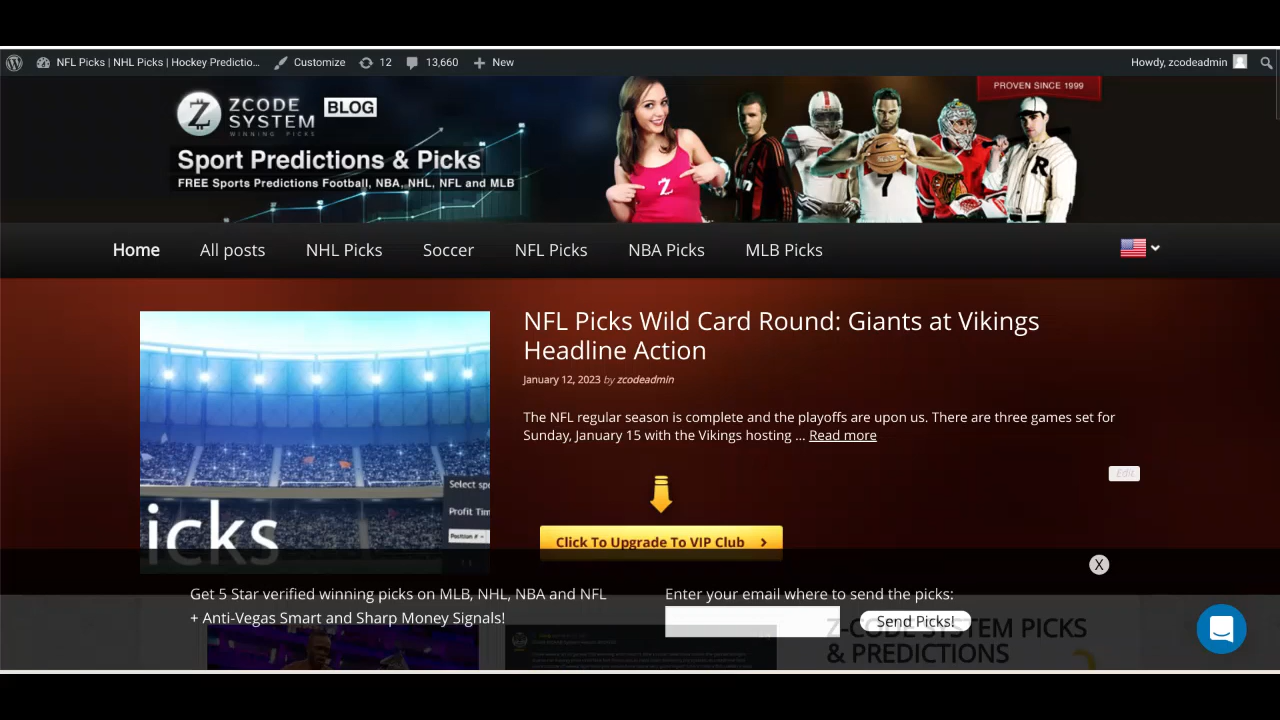 NFL Picks | NHL Picks | Hockey Predictio… Customize 12 13,660 New Howdy, zcodeadmin
PROVEN SINCE 1999
Z ZCODE SYSTEM BLOG
WINNING PICKS
Sport Predictions & Picks
FREE Sports Predictions Football, NBA, NHL, NFL and MLB
Z
7
R
Home All posts NHL Picks Soccer NFL Picks NBA Picks MLB Picks
NFL Picks Wild Card Round: Giants at Vikings
Headline Action
January 12, 2023 by zcodeadmin
The NFL regular season is complete and the playoffs are upon us. There are three games set for
Sunday, January 15 with the Vikings hosting ... Read more
Edit
Select sp
Profit Tim
Position #
icks
Click To Upgrade To VIP Club
X
Get 5 Star verified winning picks on MLB, NHL, NBA and NFL
+ Anti-Vegas Smart and Sharp Money Signals!
Enter your email where to send the picks:
Send Picks!
Z-CODE SYSTEM PICKS
& PREDICTIONS